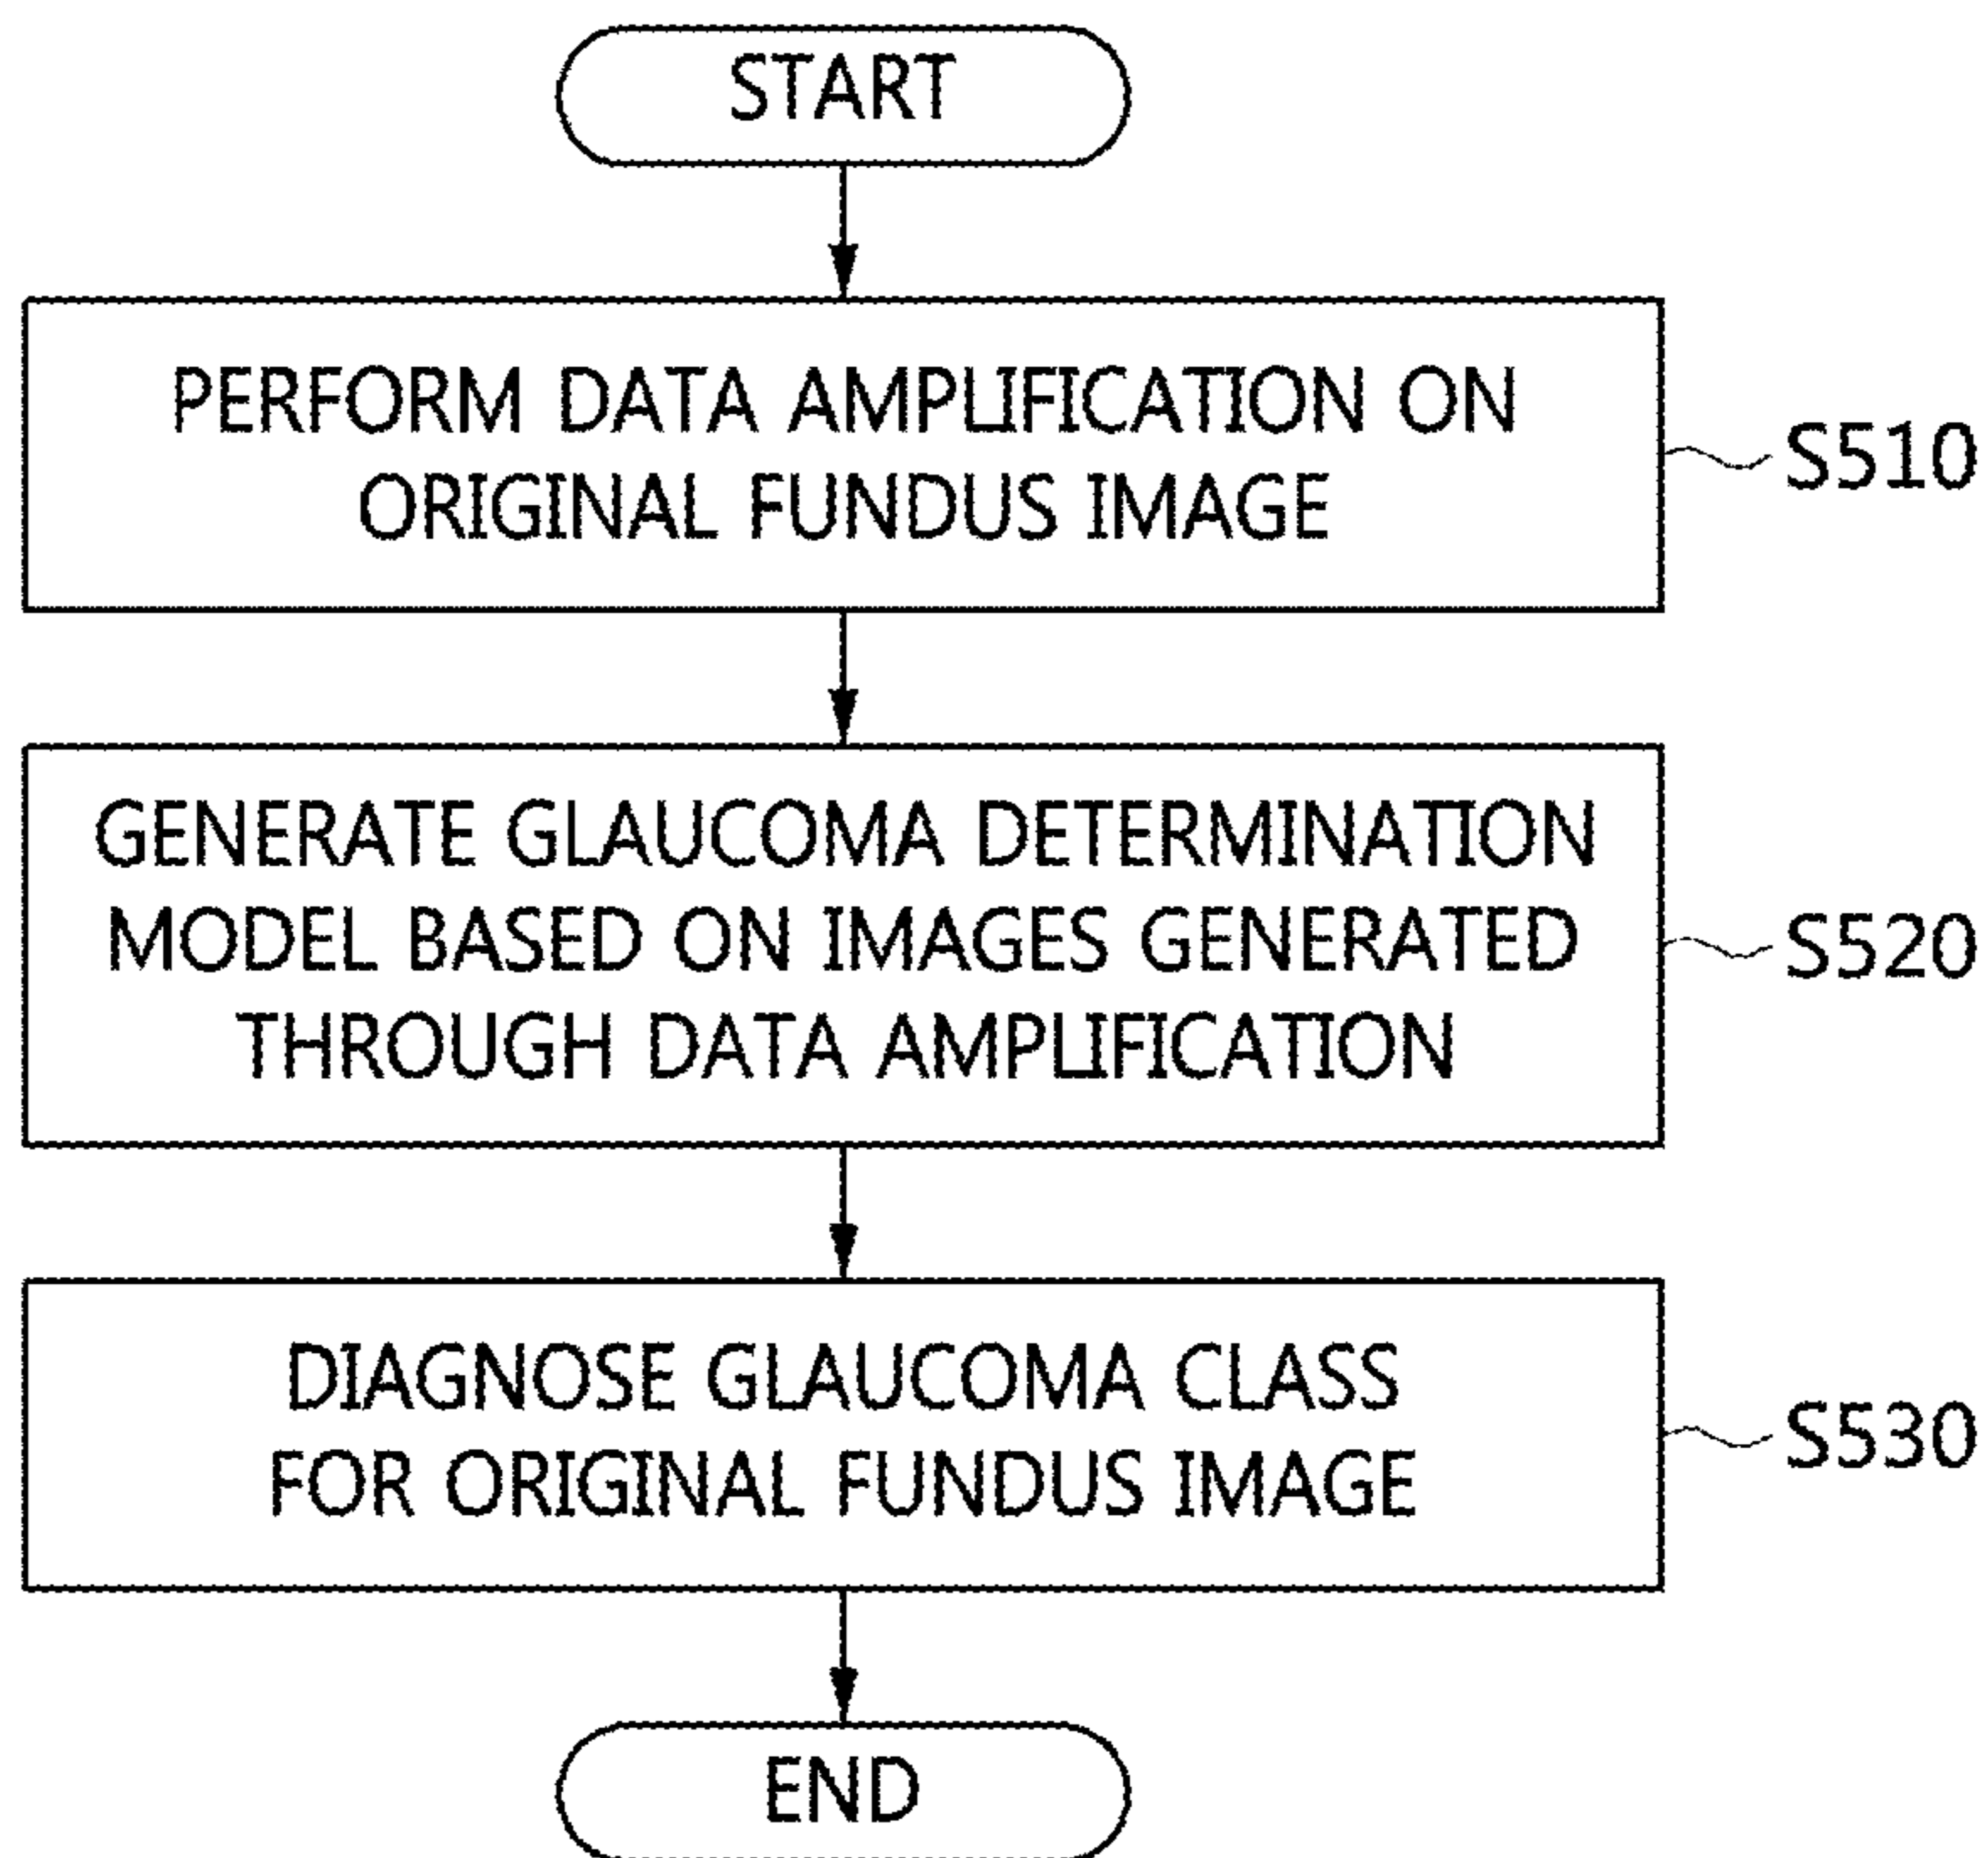 START
PERFORM DATA AMPLIFICATION ON
ORIGINAL FUNDUS IMAGE
S510
GENERATE GLAUCOMA DETERMINATION
MODEL BASED ON IMAGES GENERATED
THROUGH DATA AMPLIFICATION
S520
DIAGNOSE GLAUCOMA CLASS
FOR ORIGINAL FUNDUS IMAGE
S530
END